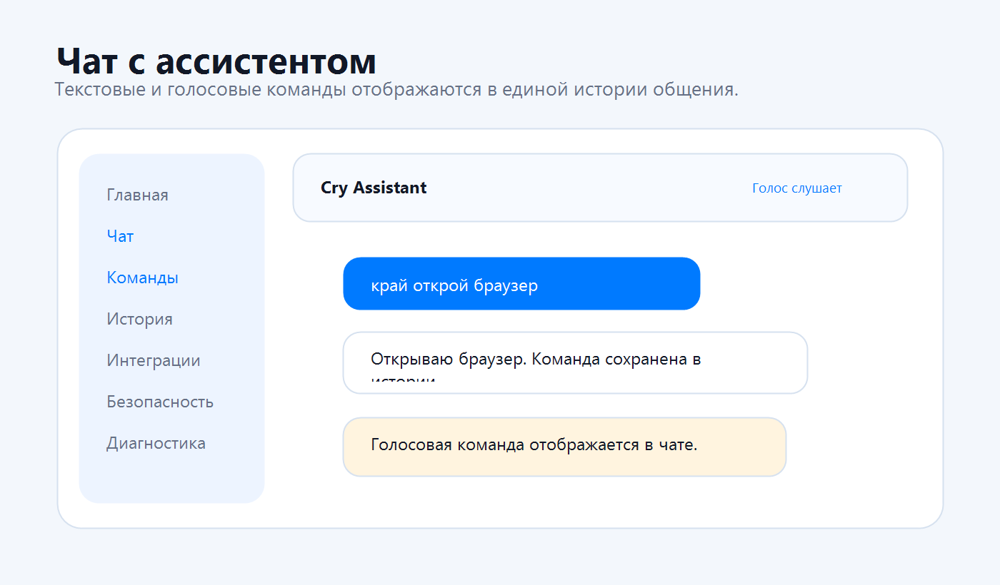 Чат с ассистентом
Текстовые и голосовые команды отображаются в единой истории общения.
Главная
Чат
Команды
История
Интеграции
Безопасность
Диагностика
Cry Assistant
Голос слушает
край открой браузер
Открываю браузер. Команда сохранена в
истории
Голосовая команда отображается в чате.